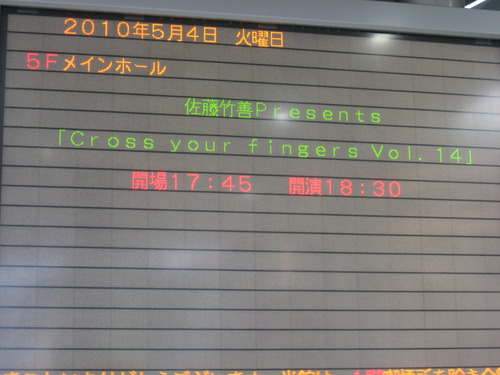 2010年5月4日 火曜日
5Fメインホール
佐藤竹善Presents
「Cross your fingers Vol.14」
開場17:45 開演18:30